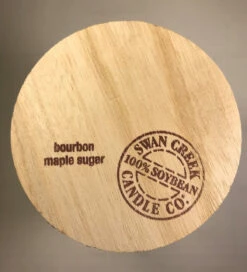 bourbon
maple suger
SWAN CREEK
100% SOYBEAN
CANDLE CO.